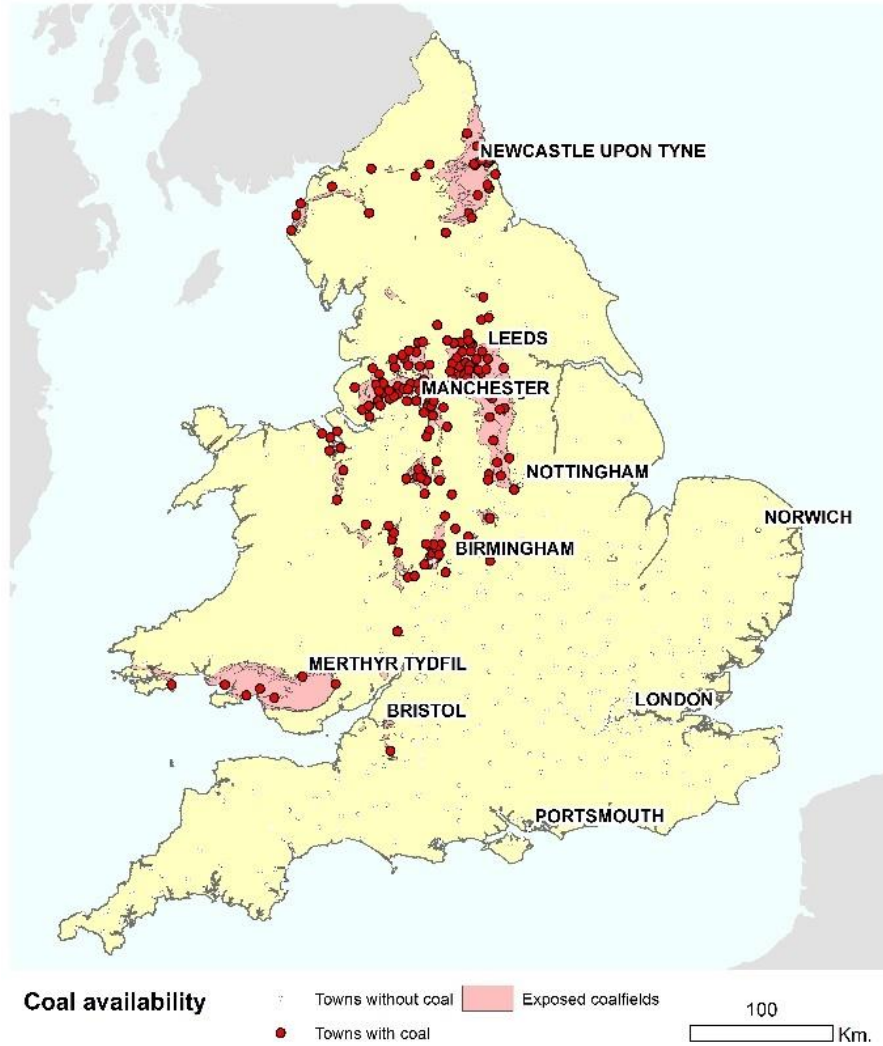 NEWCASTLE UPON TYNE
LEEDS
MANCHESTER
NOTTINGHAM
NORWICH
BIRMINGHAM
MERTHYR TYDFIL
LONDON
BRISTOL
PORTSMOUTH
Coal availability
Towns without coal
Exposed coalfields
Towns with coal
100
Km.